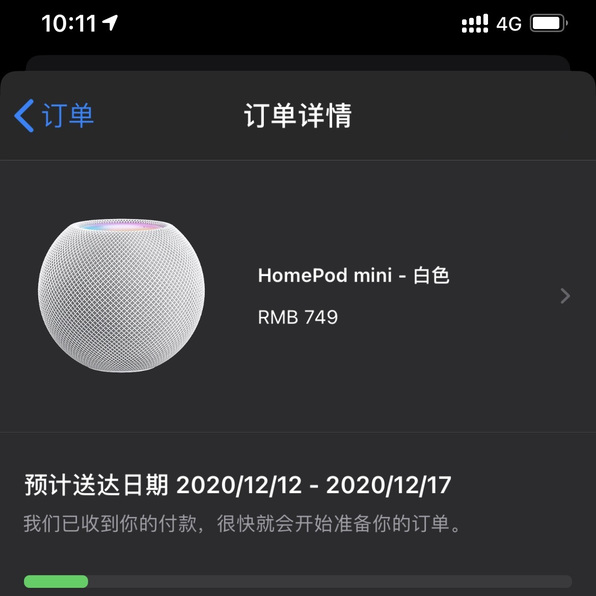 10:11 4G
订单 订单详情
HomePod mini - 白色
RMB 749
预计送达日期 2020/12/12 - 2020/12/17
我们已收到你的付款，很快就会开始准备你的订单。